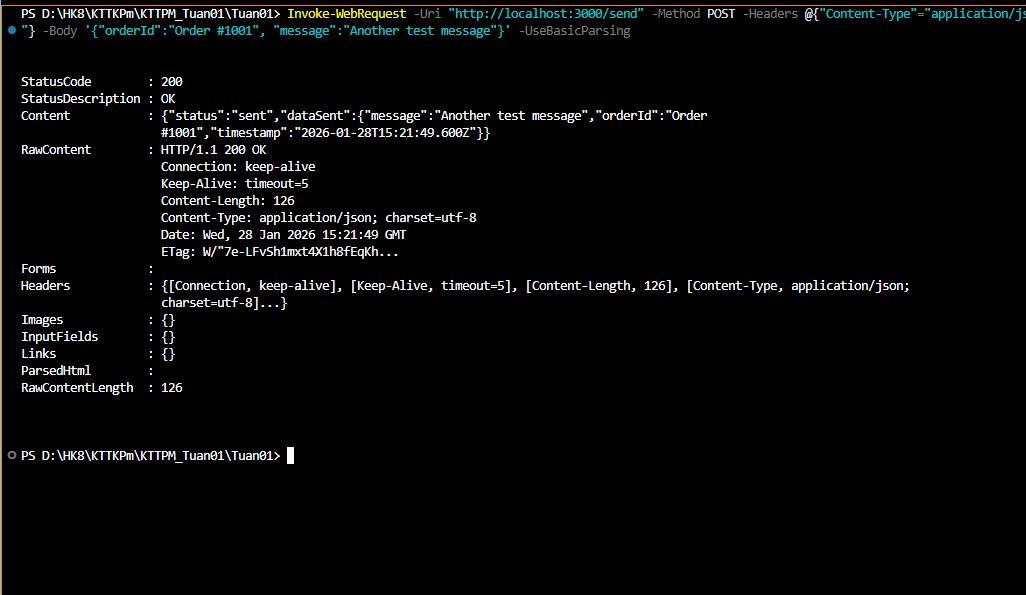 PS D:\HK8\KTTKPm\KTTPM_Tuan01\Tuan01> Invoke-WebRequest -Uri "http://localhost:3000/send" -Method POST -Headers @{"Content-Type"="application/js
"} -Body '{"orderId":"Order #1001", "message":"Another test message"}' -UseBasicParsing
StatusCode : 200
StatusDescription : OK
Content : {"status":"sent","dataSent":{"message":"Another test message","orderId":"Order
#1001","timestamp":"2026-01-28T15:21:49.600Z"}}
RawContent : HTTP/1.1 200 OK
Connection: keep-alive
Keep-Alive: timeout=5
Content-Length: 126
Content-Type: application/json; charset=utf-8
Date: Wed, 28 Jan 2026 15:21:49 GMT
ETag: W/"7e-LFvSh1mxt4X1h8fEqKh...
Forms :
Headers : {[Connection, keep-alive], [Keep-Alive, timeout=5], [Content-Length, 126], [Content-Type, application/json;
charset=utf-8]...}
Images : {}
InputFields : {}
Links : {}
ParsedHtml :
RawContentLength : 126
PS D:\HK8\KTTKPm\KTTPM_Tuan01\Tuan01>